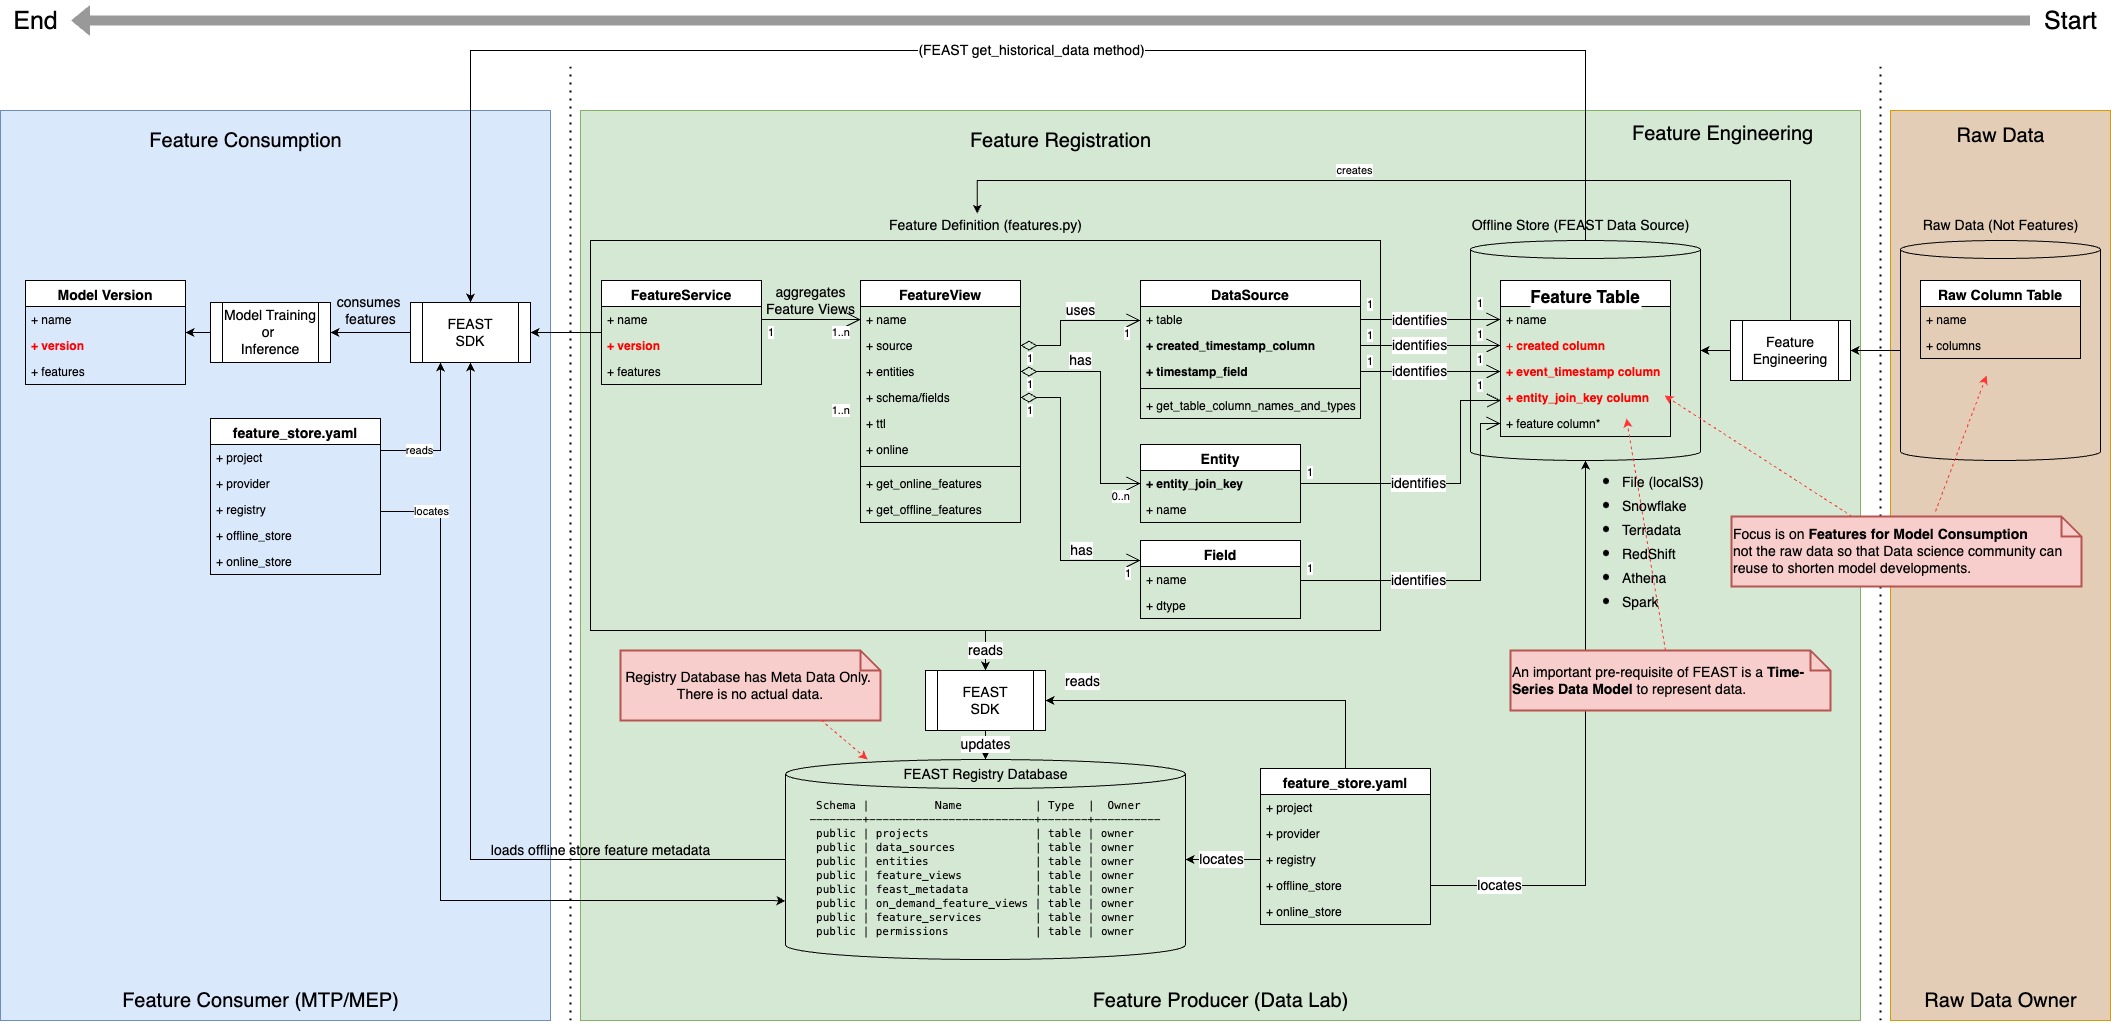 End
Start
(FEAST get_historical_data method)
Feature Consumption
Feature Registration
Feature Engineering
Raw Data
creates
Feature Definition (features.py)
Offline Store (FEAST Data Source)
Raw Data (Not Features)
Model Version
+ name
+ version
+ features
Model Training
or
Inference
consumes
features
FEAST
SDK
feature_store.yaml
+ project
+ provider
+ registry
+ offline_store
+ online_store
reads
locates
FeatureService
+ name
+ version
+ features
aggregates
Feature Views
1
1..n
1..n
FeatureView
+ name
+ source
+ entities
+ schema/fields
+ ttl
+ online
+ get_online_features
+ get_offline_features
1
1
1
uses
1
has
0..n
has
1
DataSource
+ table
+ created_timestamp_column
+ timestamp_field
+ get_table_column_names_and_types
Entity
+ entity_join_key
+ name
Field
+ name
+ dtype
1
identifies
1
1
identifies
1
1
identifies
1
1
identifies
1
1
identifies
Feature Table
+ name
+ created column
+ event_timestamp column
+ entity_join_key column
+ feature column*
Feature
Engineering
Raw Column Table
+ name
+ columns
• File (localS3)
• Snowflake
• Terradata
• RedShift
• Athena
• Spark
Focus is on Features for Model Consumption
not the raw data so that Data science community can
reuse to shorten model developments.
An important pre-requisite of FEAST is a Time-
Series Data Model to represent data.
Registry Database has Meta Data Only.
There is no actual data.
reads
FEAST
SDK
reads
updates
FEAST Registry Database
Schema | Name | Type | Owner
--------+-------------------------+-------+----------
public | projects | table | owner
public | data_sources | table | owner
public | entities | table | owner
public | feature_views | table | owner
public | feast_metadata | table | owner
public | on_demand_feature_views | table | owner
public | feature_services | table | owner
public | permissions | table | owner
loads offline store feature metadata
locates
feature_store.yaml
+ project
+ provider
+ registry
+ offline_store
+ online_store
locates
Feature Consumer (MTP/MEP)
Feature Producer (Data Lab)
Raw Data Owner